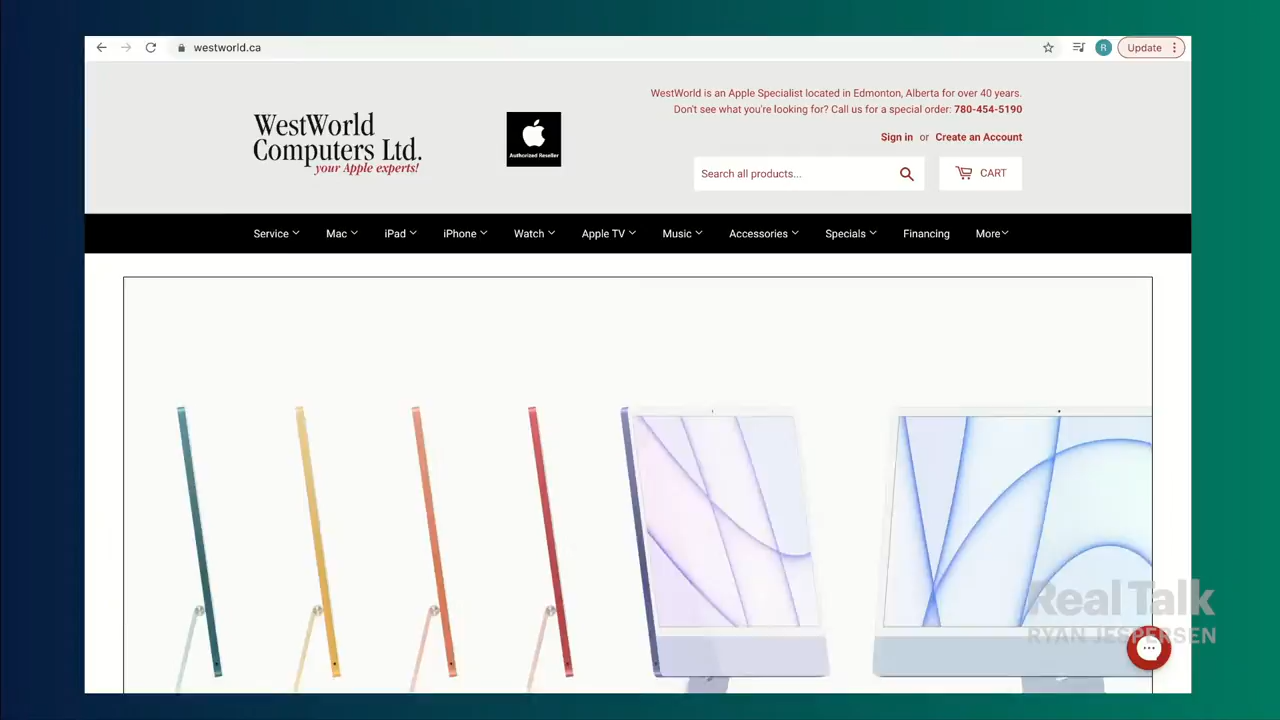 westworld.ca
R
Update
WestWorld is an Apple Specialist located in Edmonton, Alberta for over 40 years.
Don't see what you're looking for? Call us for a special order: 780-454-5190
WestWorld
Computers Ltd.
your Apple experts!
Authorized Reseller
Sign in or Create an Account
Search all products...
CART
Service
Mac
iPad
iPhone
Watch
Apple TV
Music
Accessories
Specials
Financing
More
Real Talk
RYAN JESPERSEN